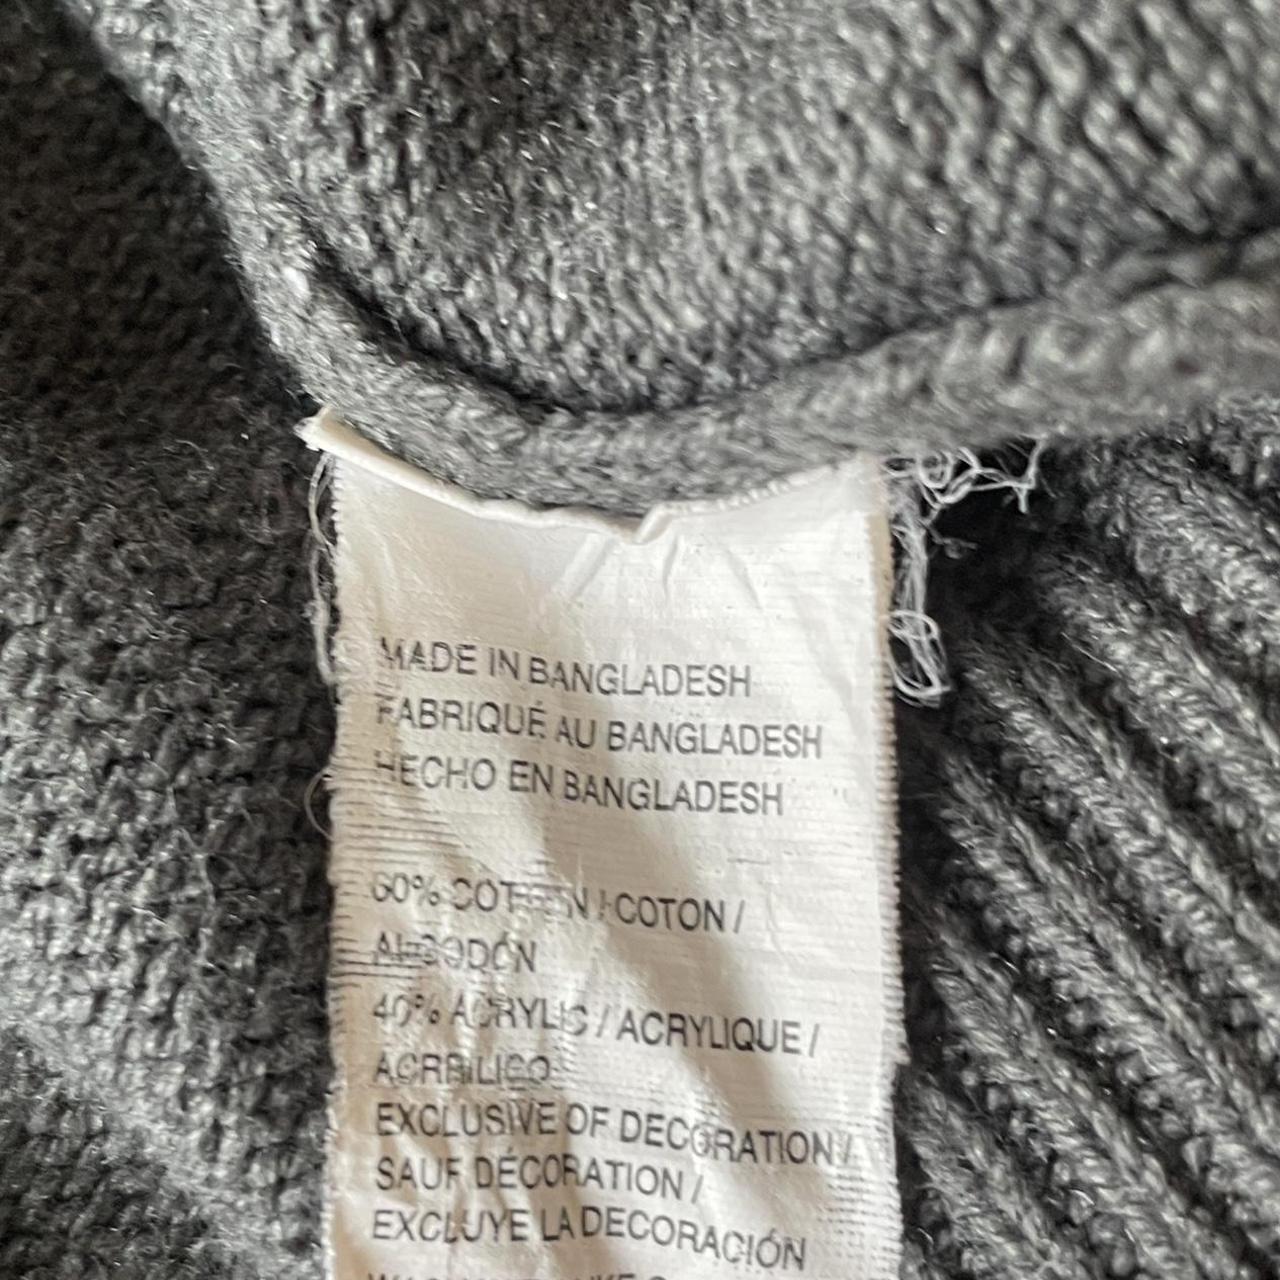 MADE IN BANGLADESH
FABRIQUÉ AU BANGLADESH
HECHO EN BANGLADESH
60% COTTON / COTON /
ALGODÓN
40% ACRYLIC / ACRYLIQUE /
ACRRILICO
EXCLUSIVE OF DECORATION /
SAUF DÉCORATION /
EXCLUYE LA DECORACIÓN